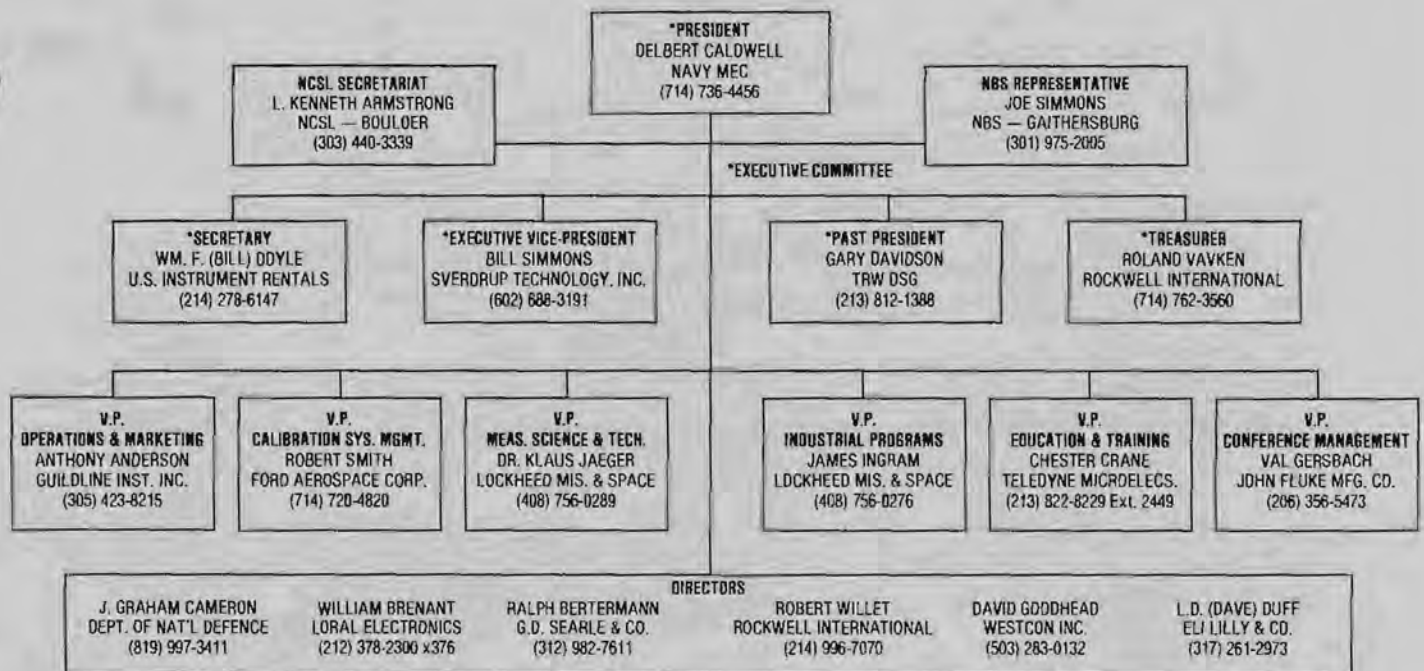 *PRESIDENT
DELBERT CALDWELL
NAVY MEC
(714) 736-4456
NCSL SECRETARIAT
L. KENNETH ARMSTRONG
NCSL — BOULOER
(303) 440-3339
NBS REPRESENTATIVE
JOE SIMMONS
NBS — GAITHERSBURG
(301) 975-2005
*EXECUTIVE COMMITTEE
*SECRETARY
WM. F. (BILL) DDYLE
U.S. INSTRUMENT RENTALS
(214) 278-6147
*EXECUTIVE VICE-PRESIDENT
BILL SIMMONS
SVERDRUP TECHNOLOGY, INC.
(602) 688-3191
*PAST PRESIDENT
GARY DAVIDSON
TRW DSG
(213) 812-1388
*TREASURER
ROLAND VAVKEN
ROCKWELL INTERNATIONAL
(714) 762-3560
V.P.
OPERATIONS & MARKETING
ANTHONY ANDERSON
GUILDLINE INST. INC.
(305) 423-8215
V.P.
CALIBRATION SYS. MGMT.
ROBERT SMITH
FORD AEROSPACE CORP.
(714) 720-4820
V.P.
MEAS. SCIENCE & TECH.
DR. KLAUS JAEGER
LOCKHEED MIS. & SPACE
(408) 756-0289
V.P.
INDUSTRIAL PROGRAMS
JAMES INGRAM
LDCKHEED MIS. & SPACE
(408) 756-0276
V.P.
EDUCATION & TRAINING
CHESTER CRANE
TELEDYNE MICRDELECS.
(213) 822-8229 Ext. 2449
V.P.
CONFERENCE MANAGEMENT
VAL GERSBACH
JOHN FLUKE MFG. CD.
(206) 356-5473
DIRECTORS
J. GRAHAM CAMERON
DEPT. OF NAT'L DEFENCE
(819) 997-3411
WILLIAM BRENANT
LORAL ELECTRONICS
(212) 378-2300 x376
RALPH BERTERMANN
G.D. SEARLE & CO.
(312) 982-7611
ROBERT WILLET
ROCKWELL INTERNATIONAL
(214) 996-7070
DAVID GOODHEAD
WESTCON INC.
(503) 283-0132
L.D. (DAVE) DUFF
ELI LILLY & CO.
(317) 261-2973